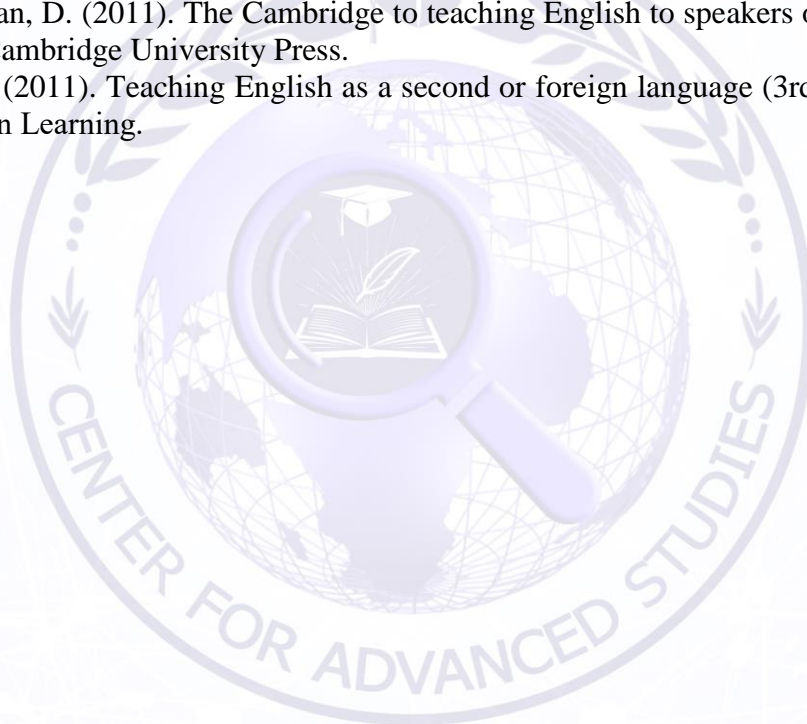 an, D. (2011). The Cambridge to teaching English to speakers o
Cambridge University Press.
(2011). Teaching English as a second or foreign language (3rd
n Learning.
CENTER FOR ADVANCED STUDIES